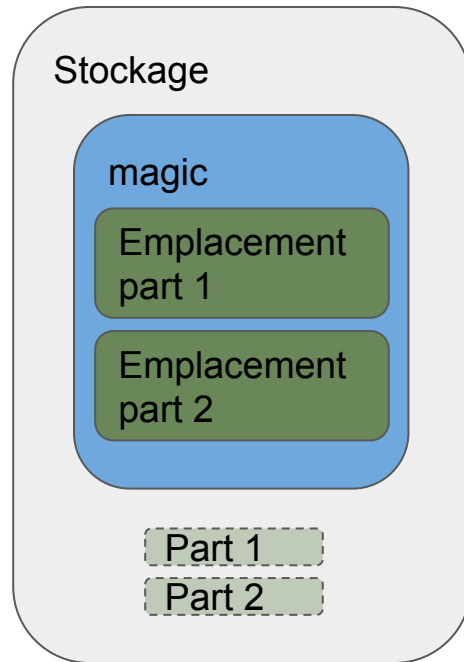 Stockage
magic
Emplacement
part 1
Emplacement
part 2
Part 1
Part 2